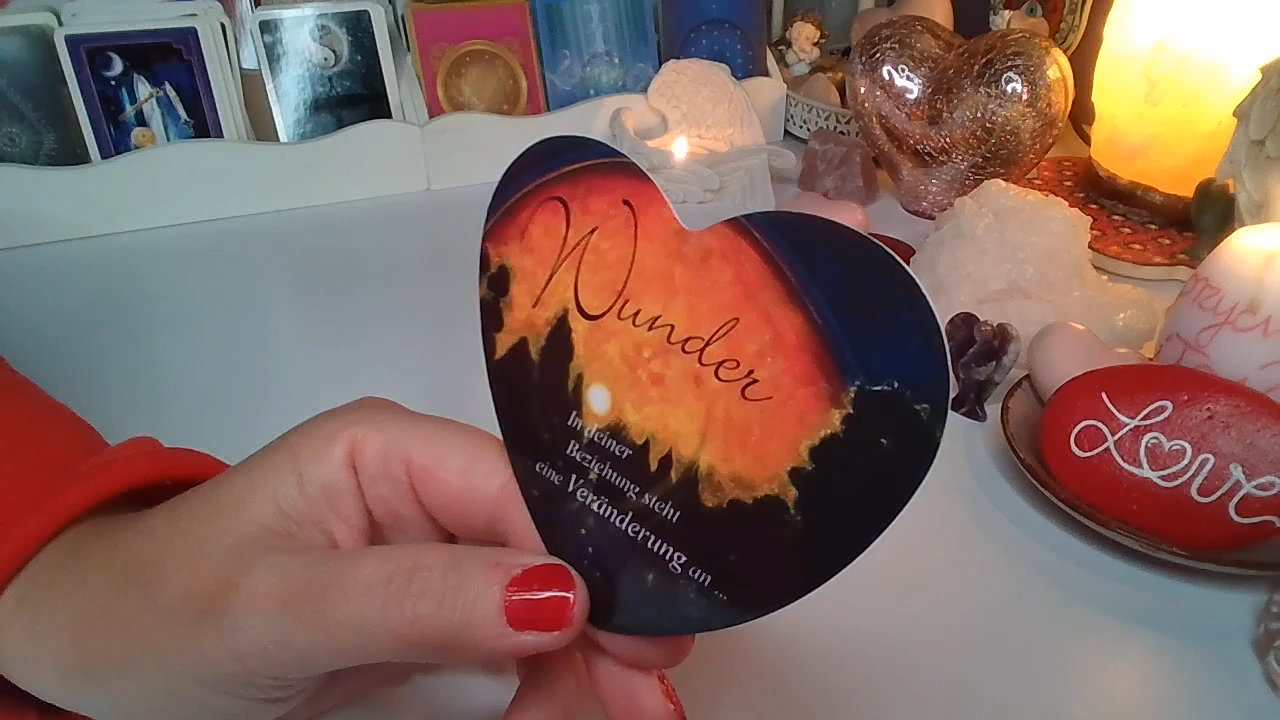 Wunder
In deiner
Beziehung steht
eine Veränderung an ...
Love